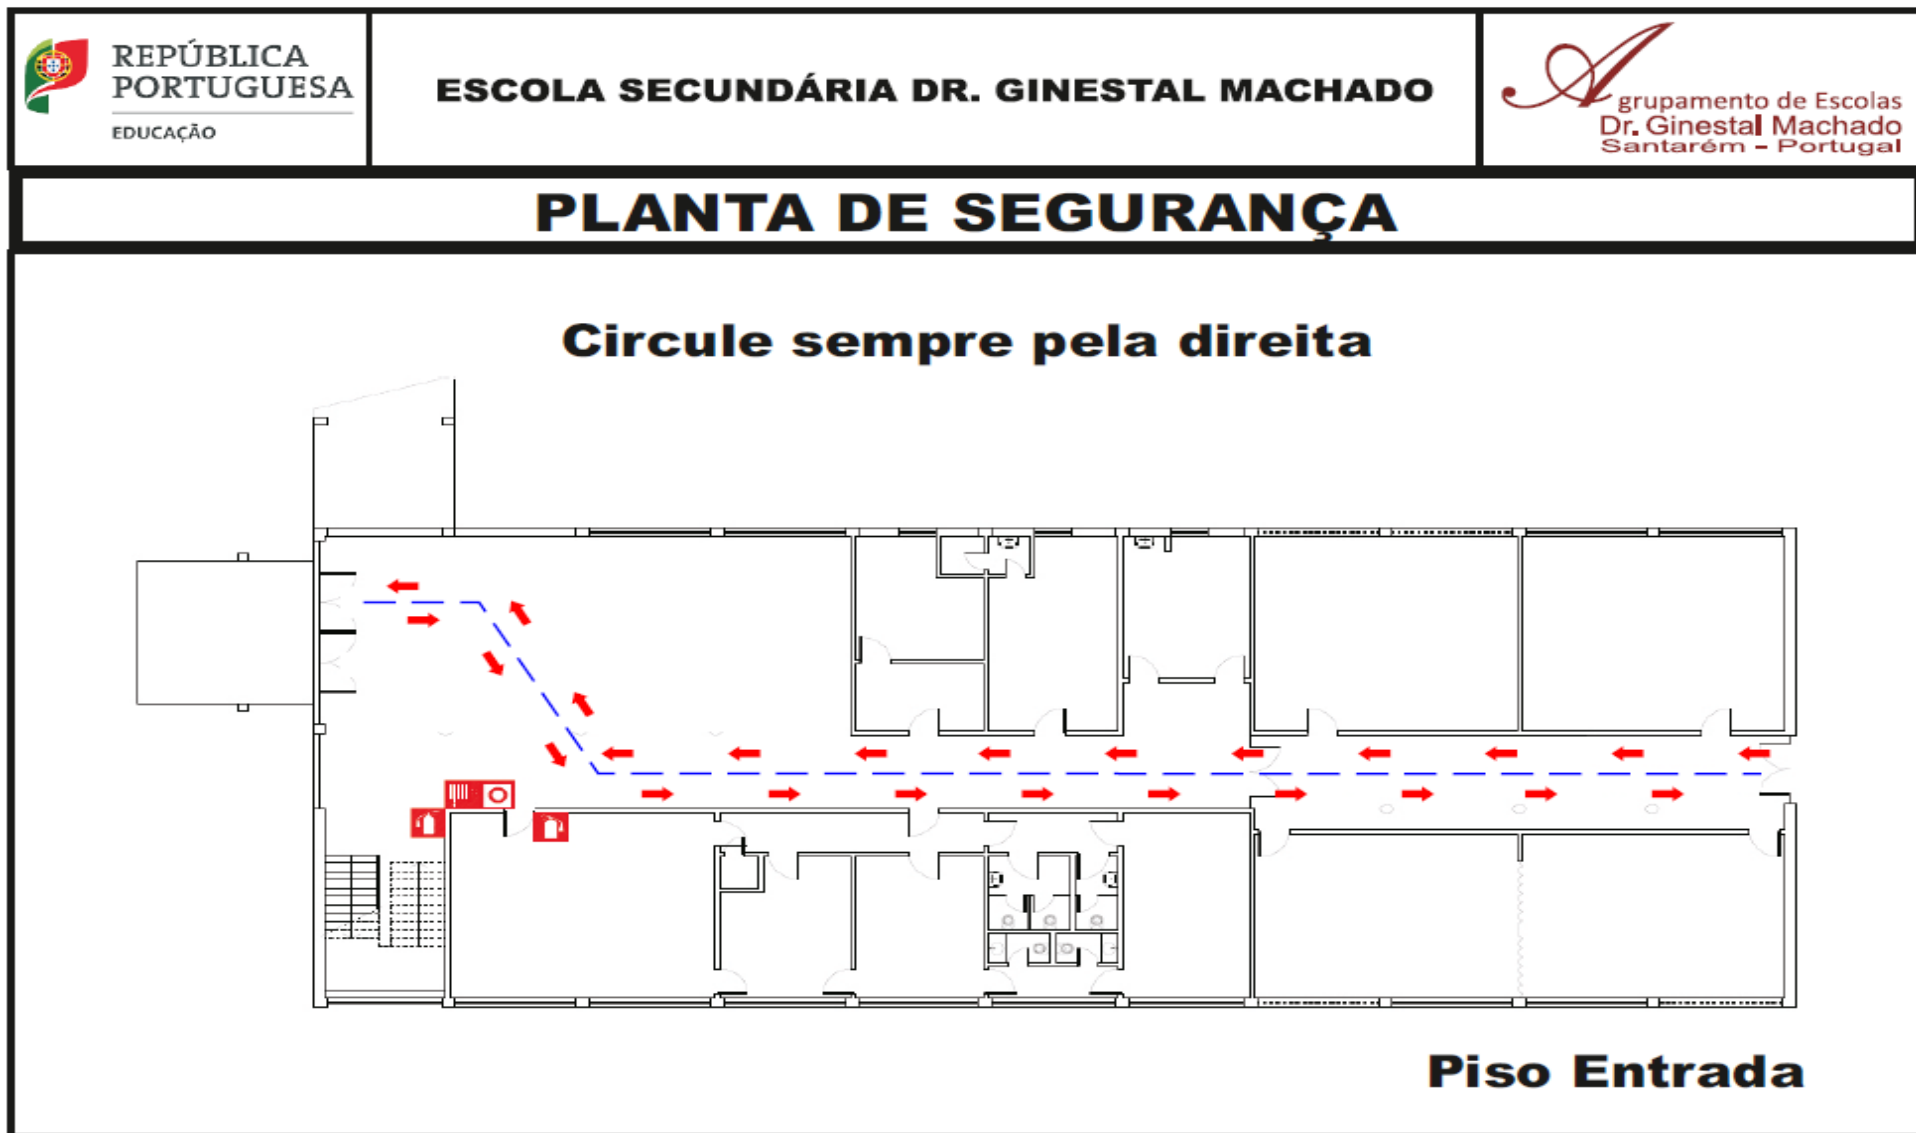 REPÚBLICA
PORTUGUESA
EDUCAÇÃO
ESCOLA SECUNDÁRIA DR. GINESTAL MACHADO
Agrupamento de Escolas
Dr. Ginestal Machado
Santarém - Portugal
PLANTA DE SEGURANÇA
Circule sempre pela direita
Piso Entrada